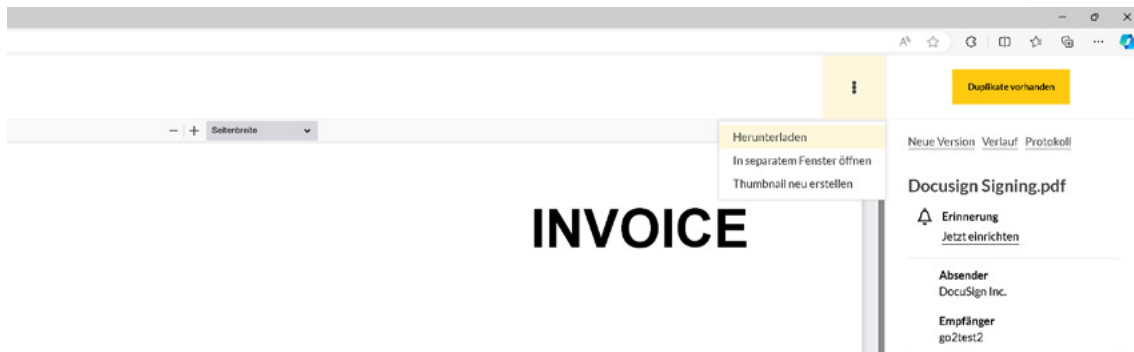 Duplikate vorhanden
Seitenbreite
Herunterladen
In separatem Fenster öffnen
Thumbnail neu erstellen
INVOICE
Neue Version Verlauf Protokoll
Docusign Signing.pdf
Erinnerung
Jetzt einrichten
Absender
DocuSign Inc.
Empfänger
go2test2